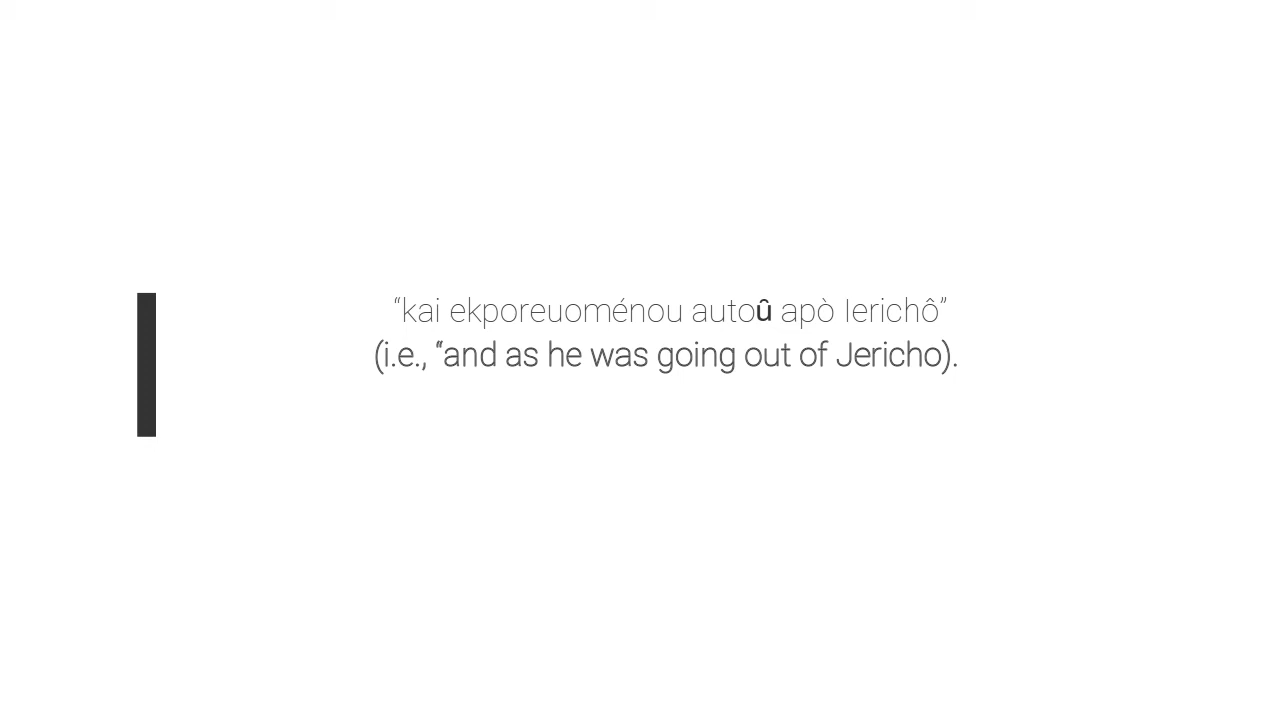 “kai ekporeuoménou autoû apò Ierichô”
(i.e., “and as he was going out of Jericho).